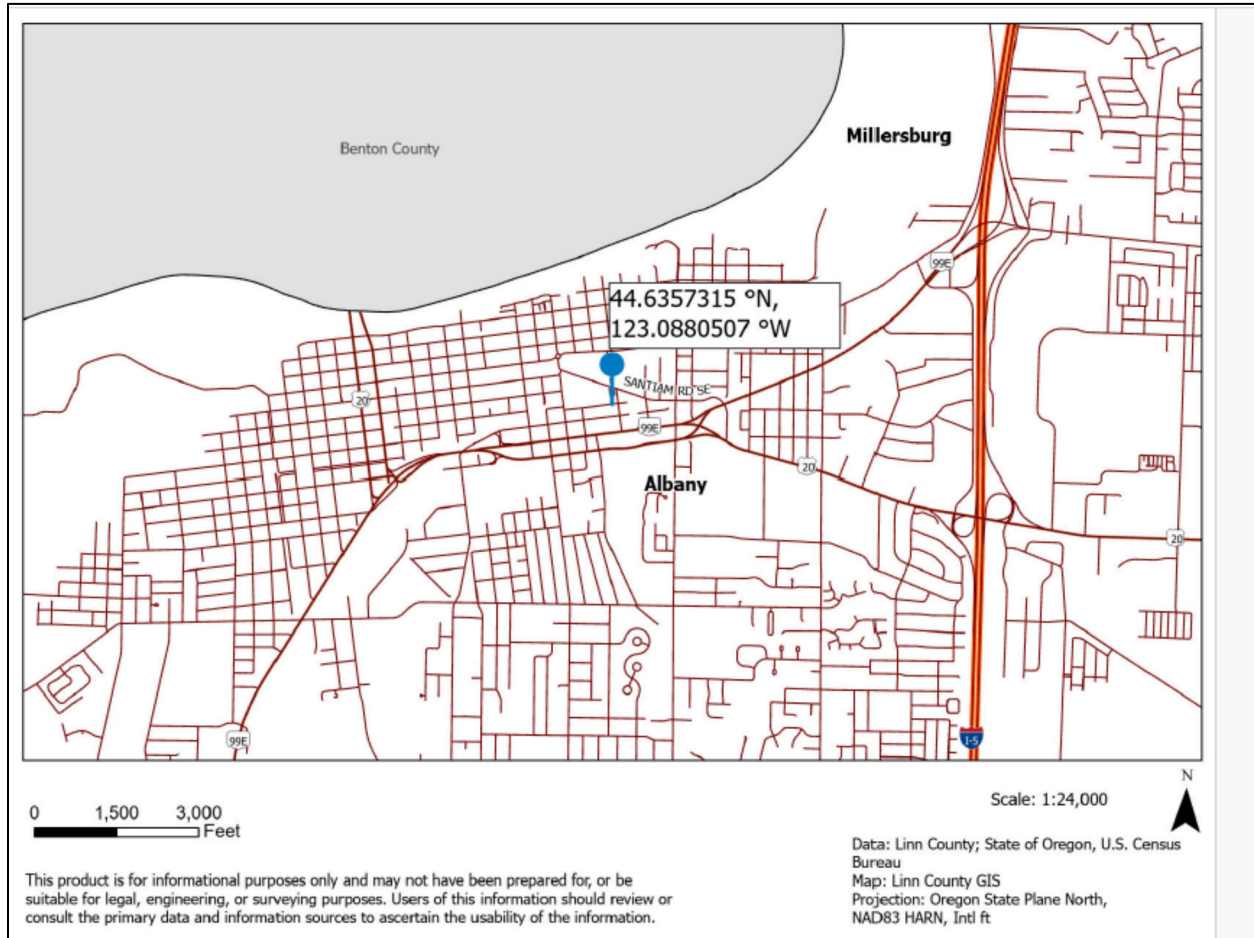 Benton County
Millersburg
99E
44.6357315 °N,
123.0880507 °W
SANTIAM RD SE
20
99E
20
Albany
20
99E
I-5
N
0 1,500 3,000
Feet
Scale: 1:24,000
Data: Linn County; State of Oregon, U.S. Census
Bureau
Map: Linn County GIS
Projection: Oregon State Plane North,
NAD83 HARN, Intl ft
This product is for informational purposes only and may not have been prepared for, or be
suitable for legal, engineering, or surveying purposes. Users of this information should review or
consult the primary data and information sources to ascertain the usability of the information.